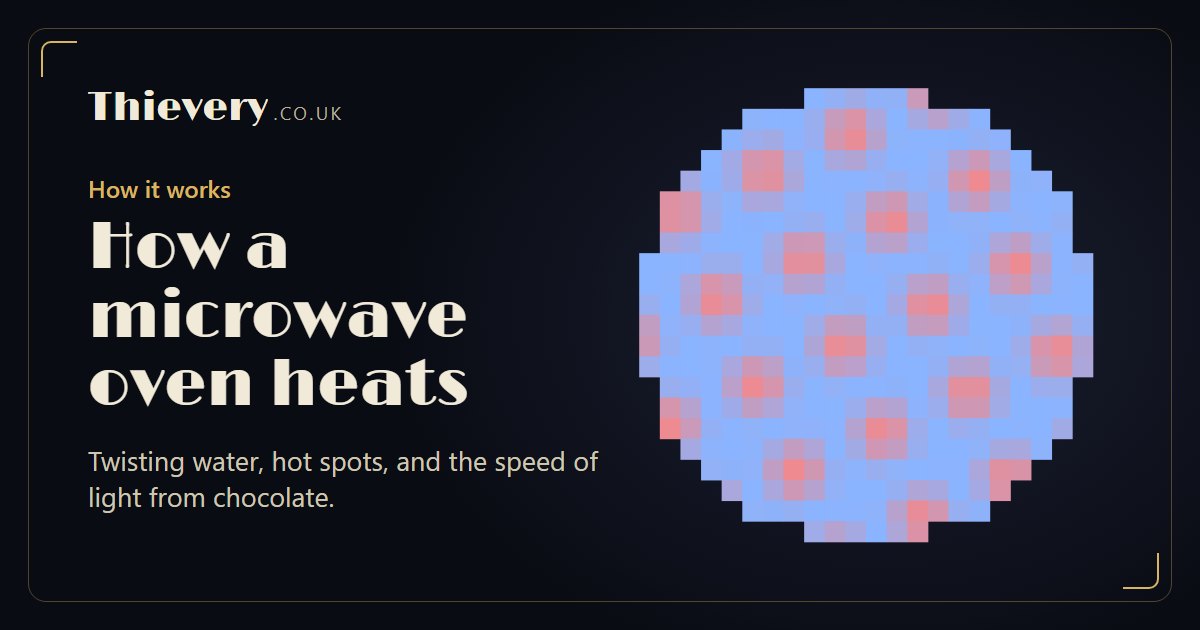 Thievery.CO.UK
How it works
How a
microwave
oven heats
Twisting water, hot spots, and the speed of
light from chocolate.